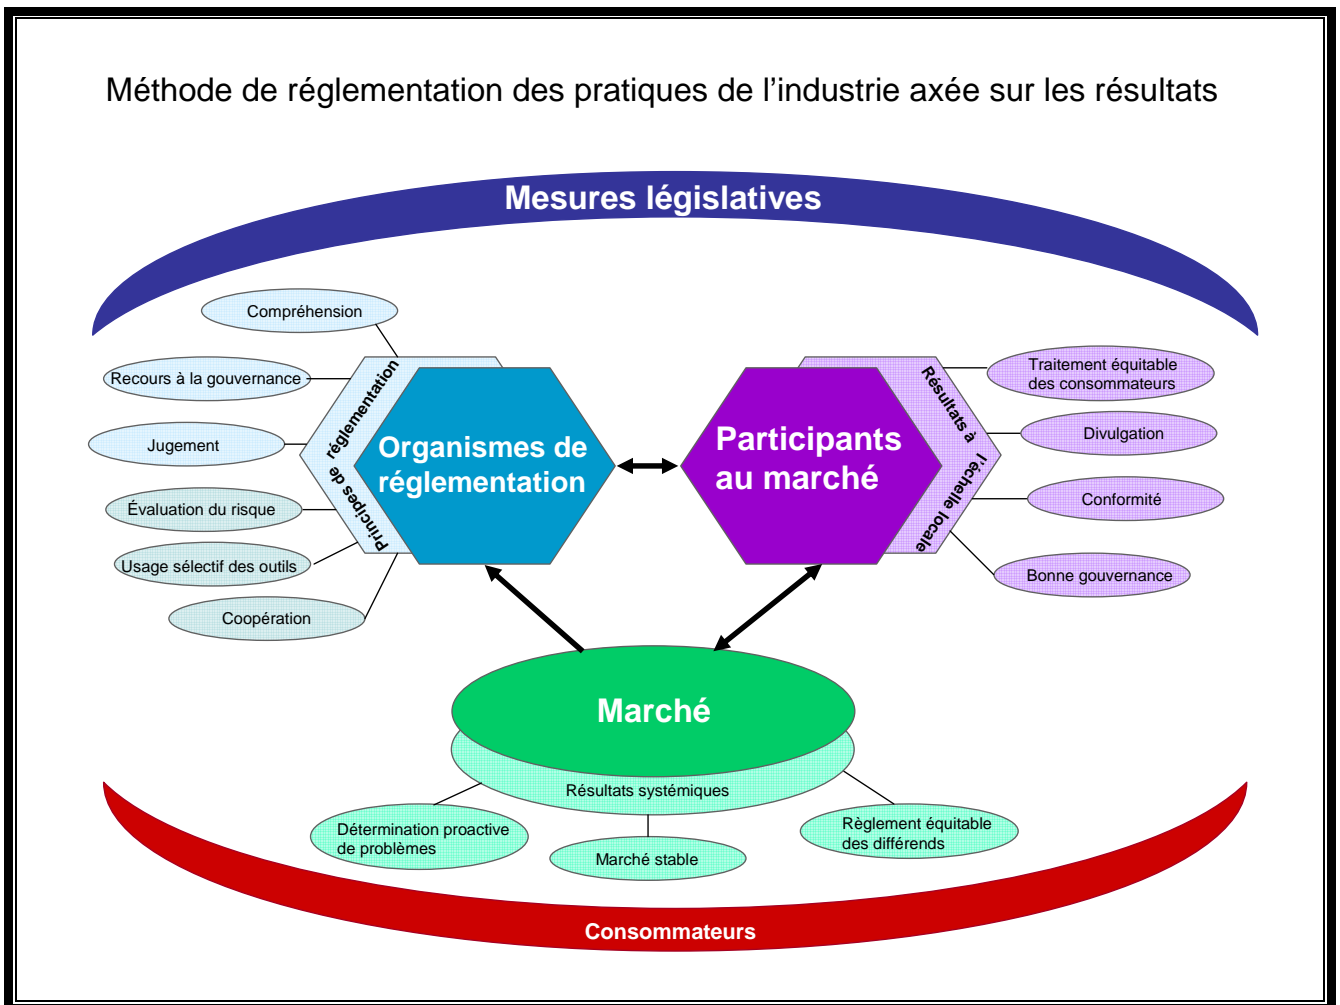 Méthode de réglementation des pratiques de l'industrie axée sur les résultats
Mesures législatives
Compréhension
Recours à la gouvernance
Jugement
Évaluation du risque
Usage sélectif des outils
Coopération
Principes de réglementation
Organismes de
réglementation
Participants
au marché
Résultats à
l'échelle locale
Traitement équitable
des consommateurs
Divulgation
Conformité
Bonne gouvernance
Marché
Résultats systémiques
Détermination proactive
de problèmes
Marché stable
Règlement équitable
des différends
Consommateurs